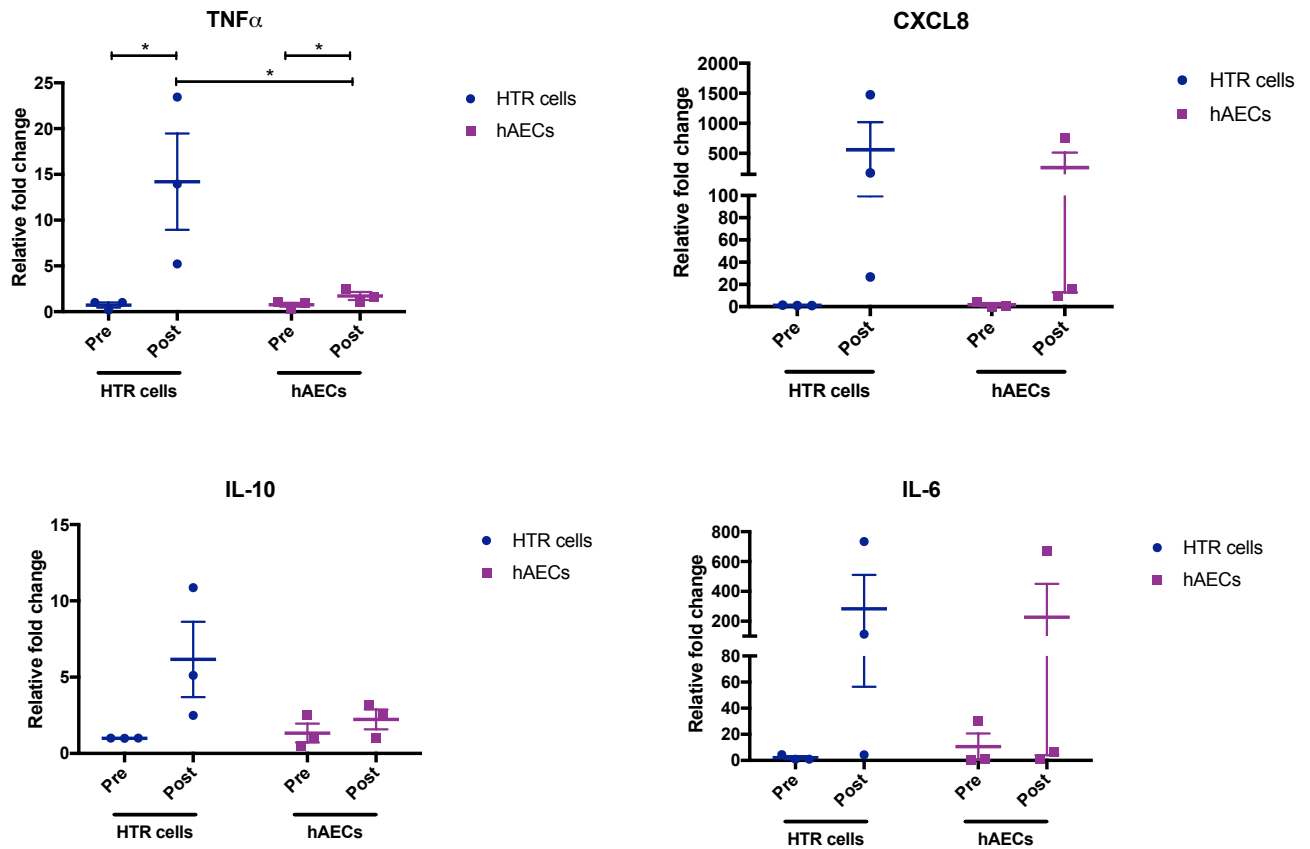 TNFα
*
*
*
Relative fold change
25
20
15
10
5
0
Pre
Post
Pre
Post
HTR cells
hAECs
HTR cells
hAECs
CXCL8
Relative fold change
2000
1500
1000
500
100
80
60
40
20
0
Pre
Post
Pre
Post
HTR cells
hAECs
HTR cells
hAECs
IL-10
Relative fold change
15
10
5
0
Pre
Post
Pre
Post
HTR cells
hAECs
HTR cells
hAECs
IL-6
Relative fold change
800
600
400
200
80
60
40
20
0
Pre
Post
Pre
Post
HTR cells
hAECs
HTR cells
hAECs